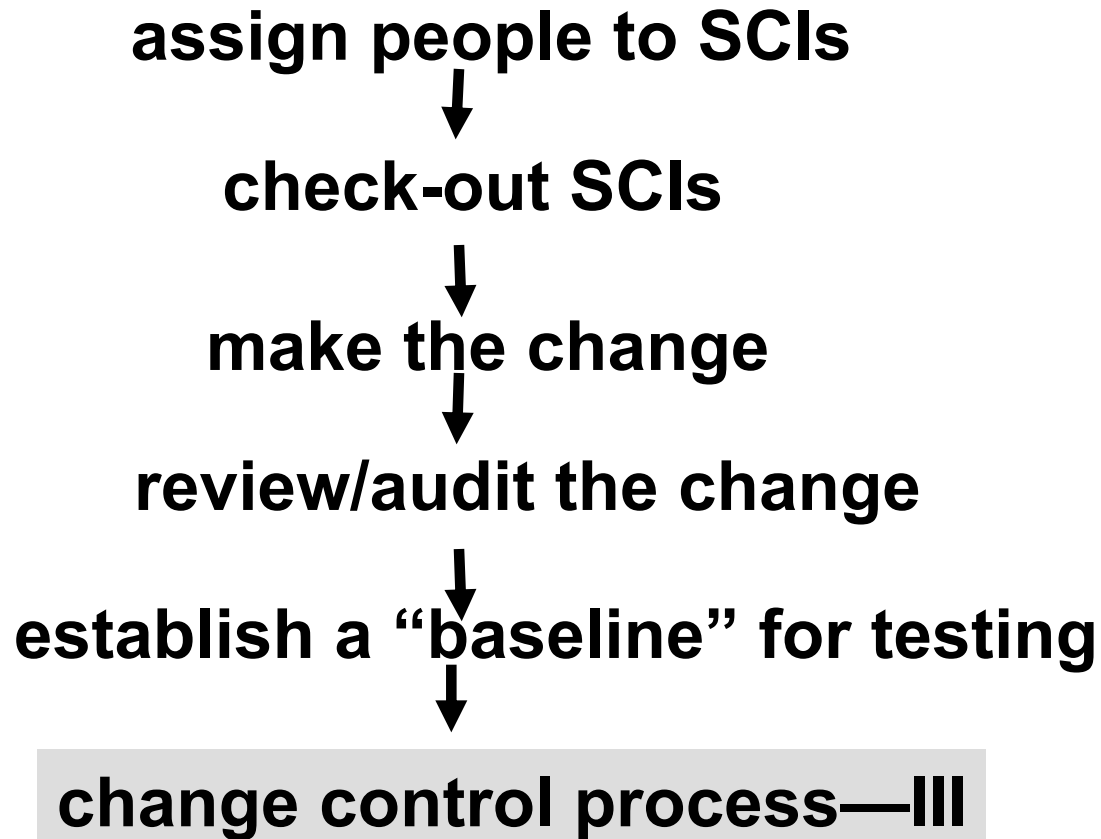 assign people to SCIs
check-out SCIs
make the change
review/audit the change
establish a “baseline” for testing
change control process—III